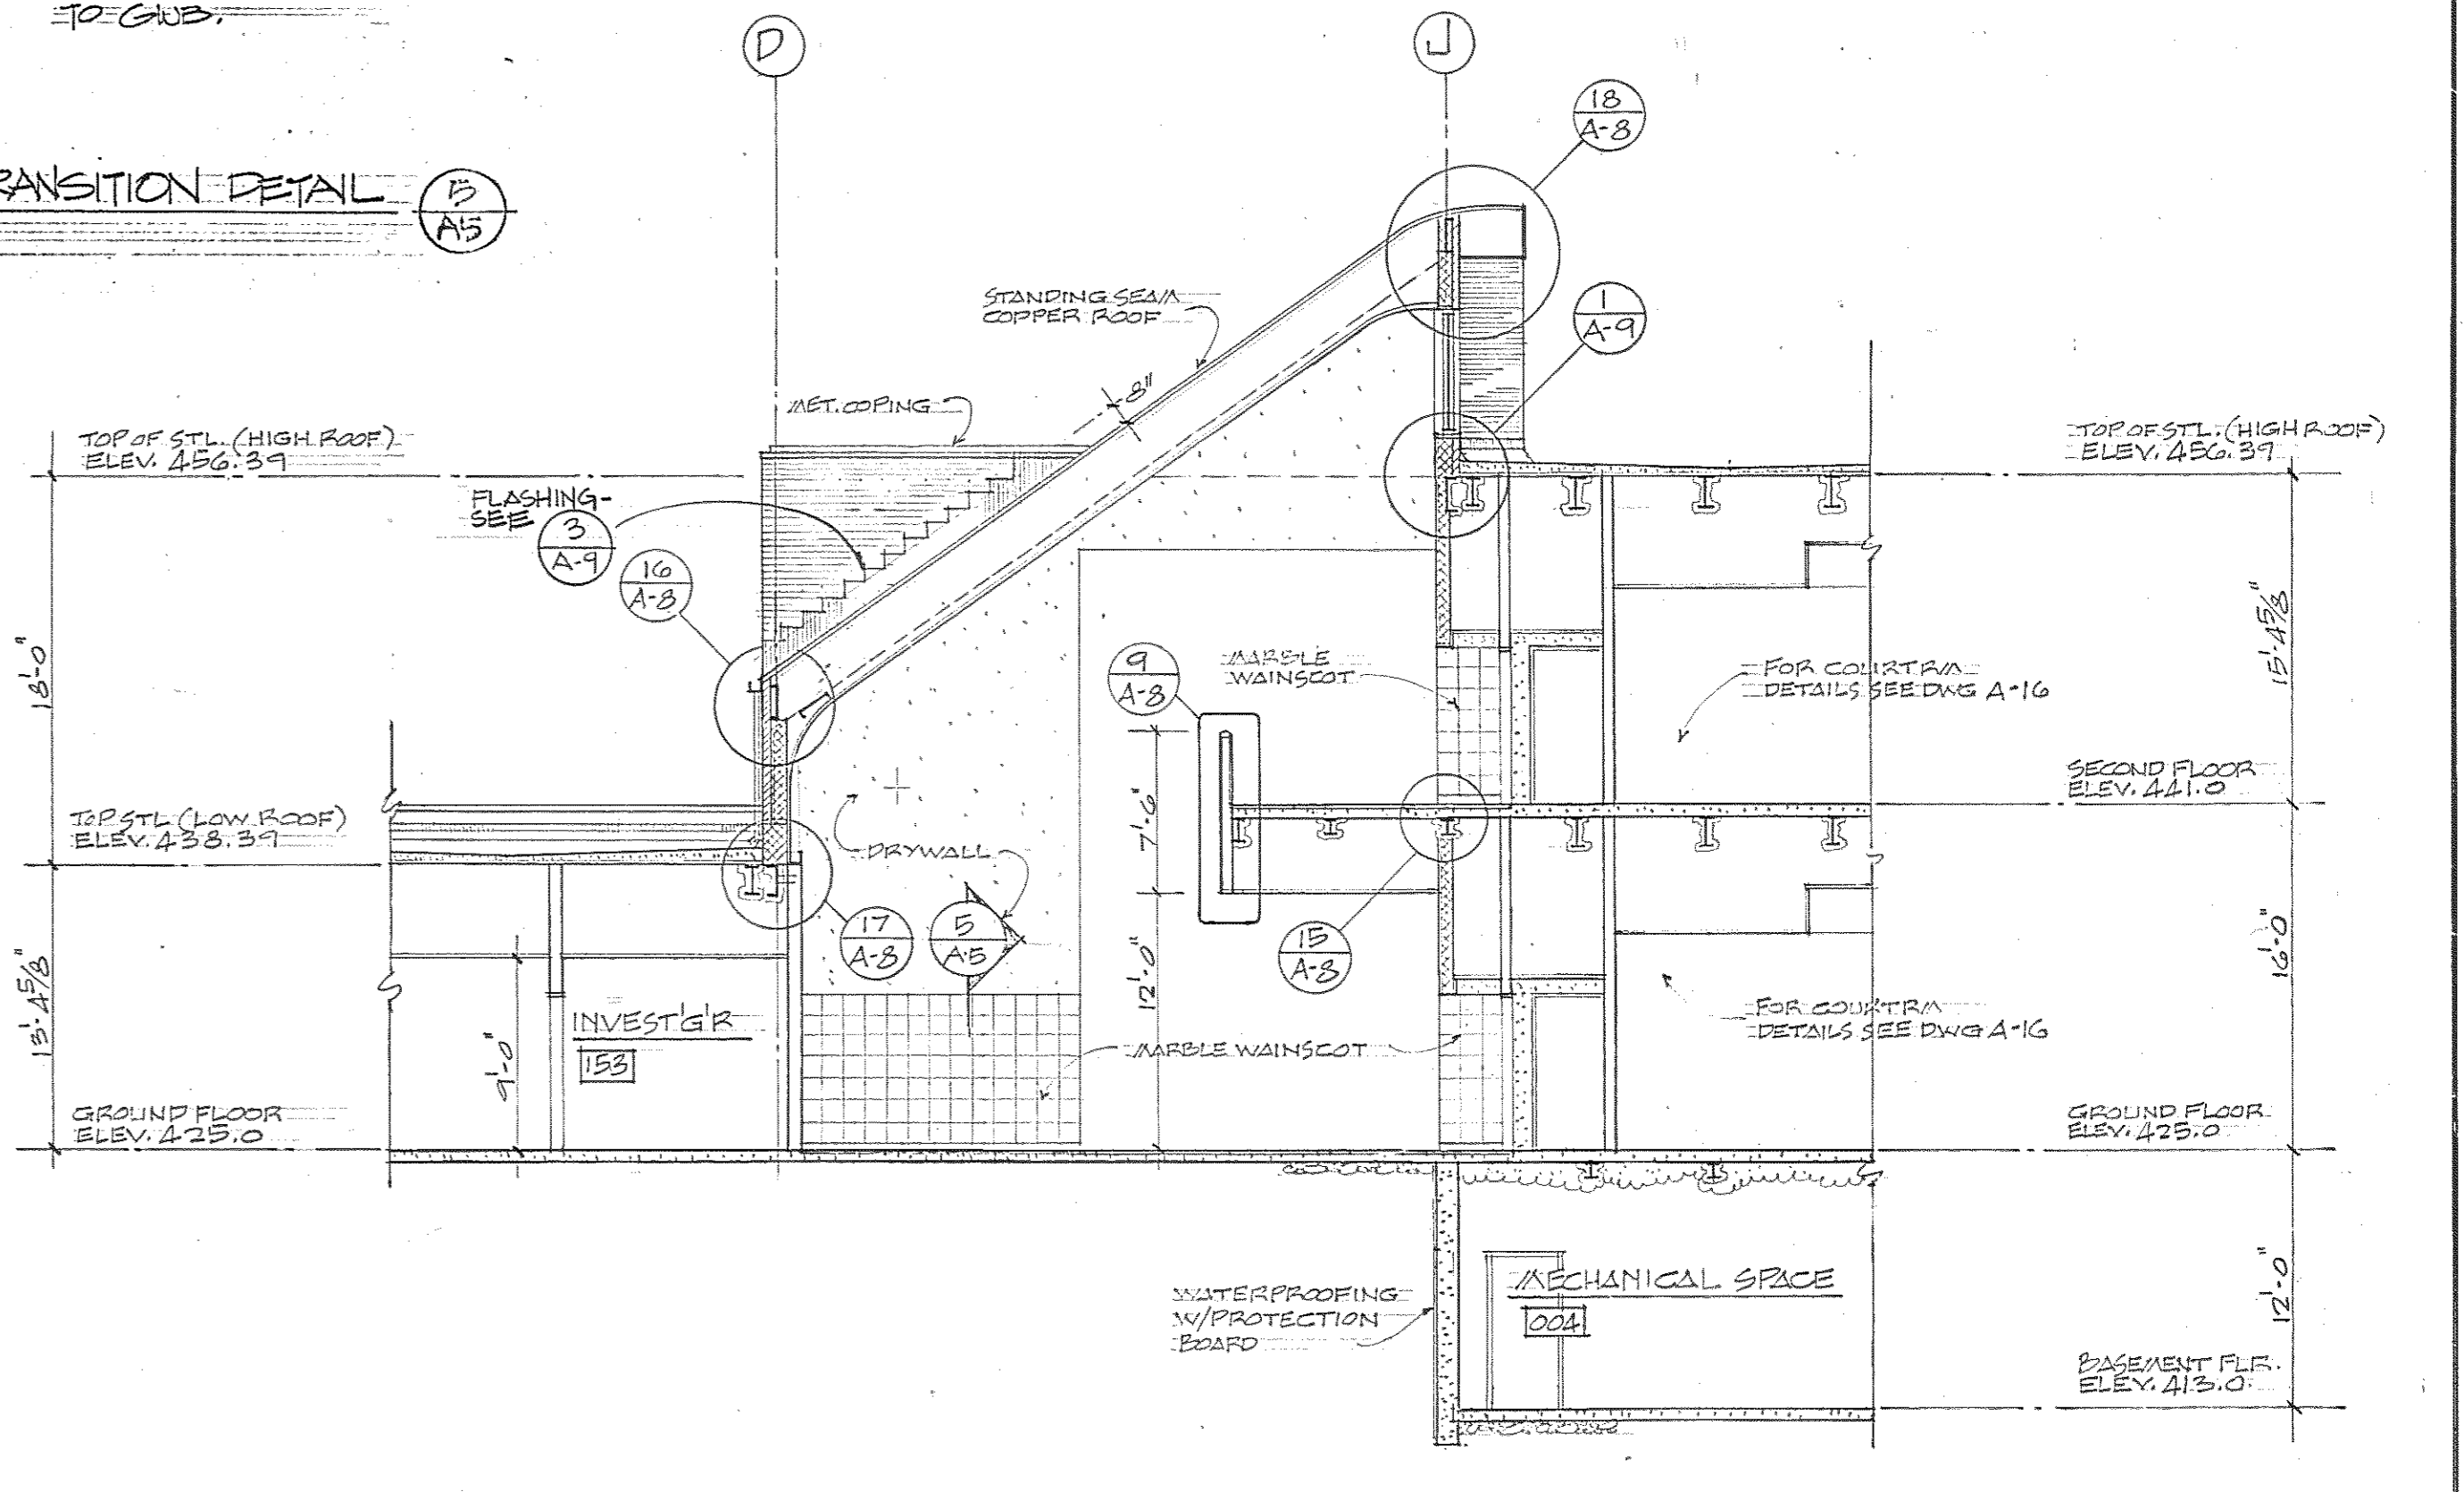 TO GWB.
D
J
18
A-8
RANSITION DETAIL
5
A5
STANDING SEAM
COPPER ROOF
1
A-9
8"
MET. COPING
TOP OF STL. (HIGH ROOF)
ELEV. 456.39
TOP OF STL. (HIGH ROOF)
ELEV. 456.39
FLASHING-
SEE
3
A-9
16
A-8
18'-0"
15'-4 5/8"
9
A-8
MARBLE
WAINSCOT
FOR COURTRM
DETAILS SEE DWG A-16
SECOND FLOOR
ELEV. 441.0
TOP STL (LOW ROOF)
ELEV. 438.39
7'-6"
DRYWALL
17
A-8
5
A-5
15
A-8
13'-4 5/8"
12'-0"
16'-0"
INVEST'G'R
153
9'-0"
FOR COURTRM
DETAILS SEE DWG A-16
MARBLE WAINSCOT
GROUND FLOOR
ELEV. 425.0
GROUND FLOOR
ELEV. 425.0
WATERPROOFING
W/PROTECTION
BOARD
MECHANICAL SPACE
004
12'-0"
BASEMENT FLR.
ELEV. 413.0